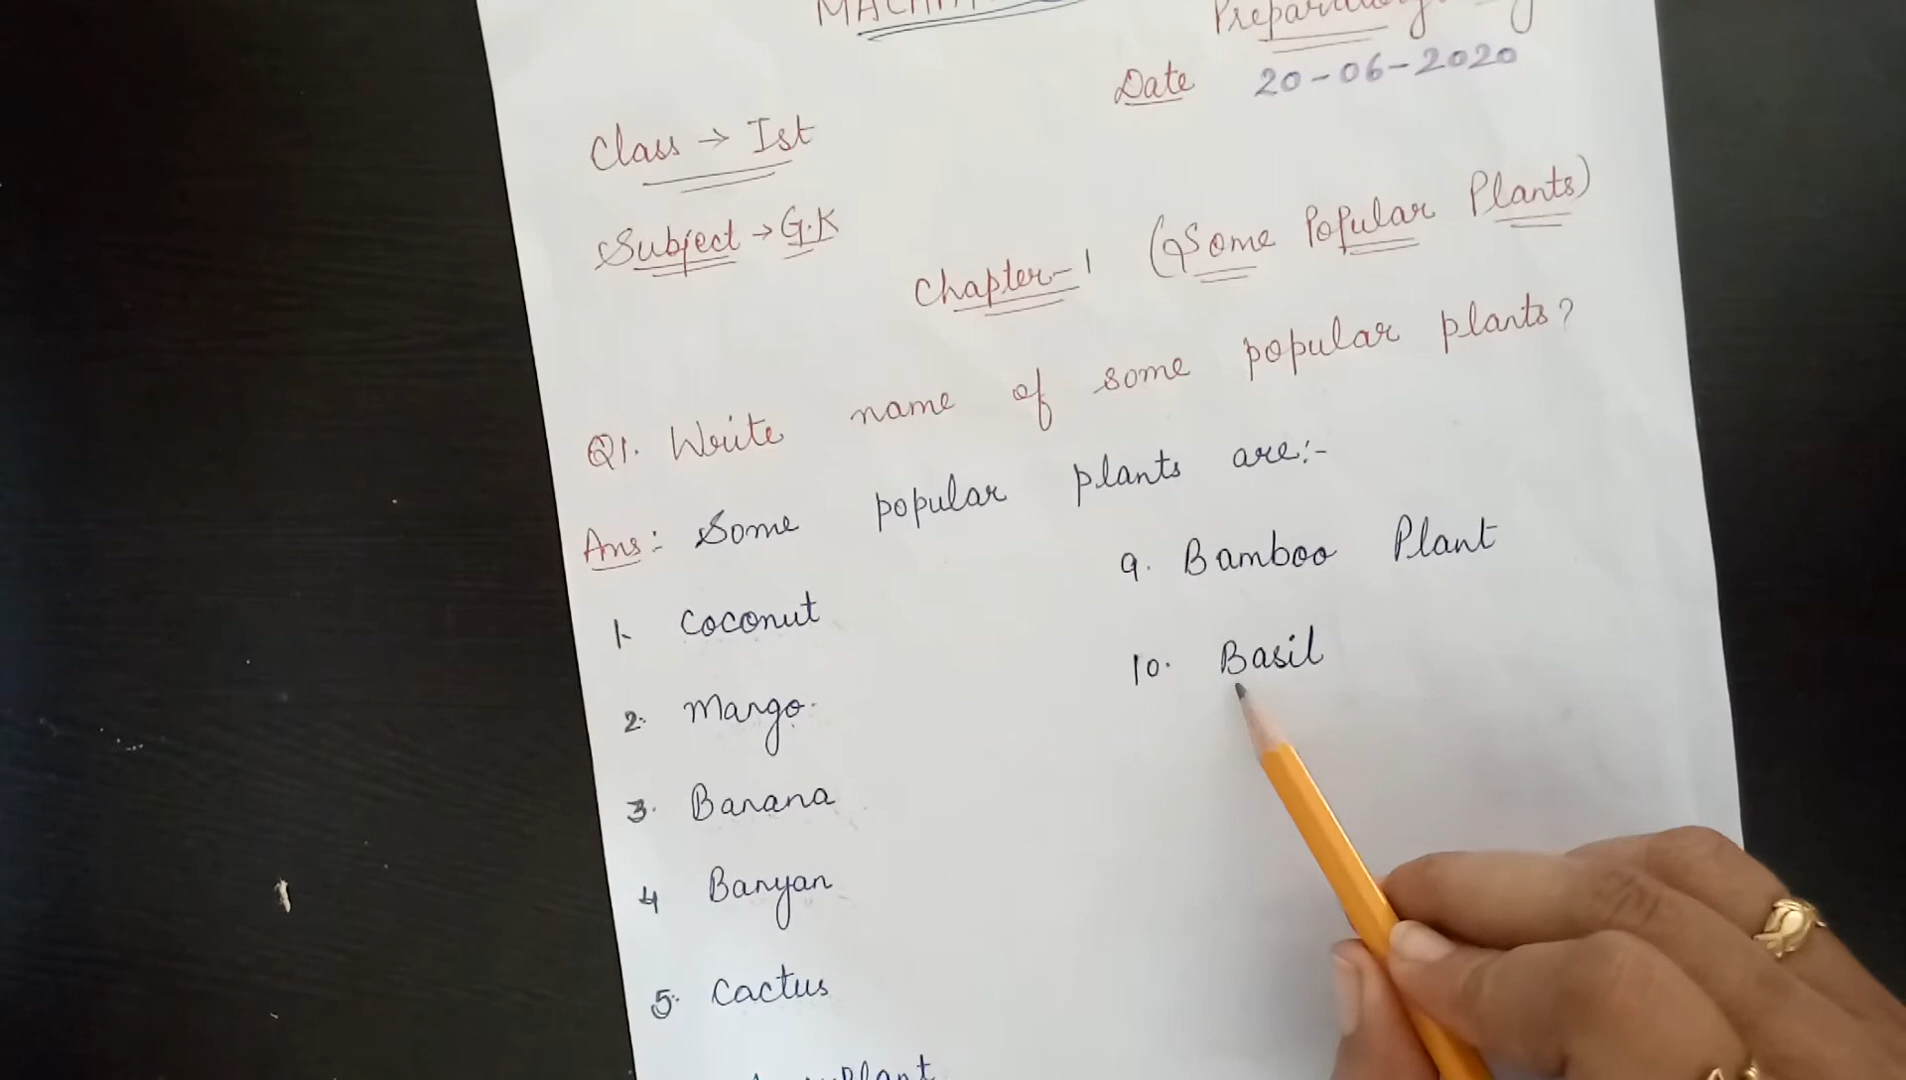 Date 20-06-2020
Class → Ist
Subject → G.K
Chapter-1 (Some Popular Plants)
Q1. Write name of some popular plants?
Ans: Some popular plants are:-
1. Coconut
2. Mango.
3. Banana
4 Banyan
5. Cactus
Plant
9. Bamboo Plant
10. Basil